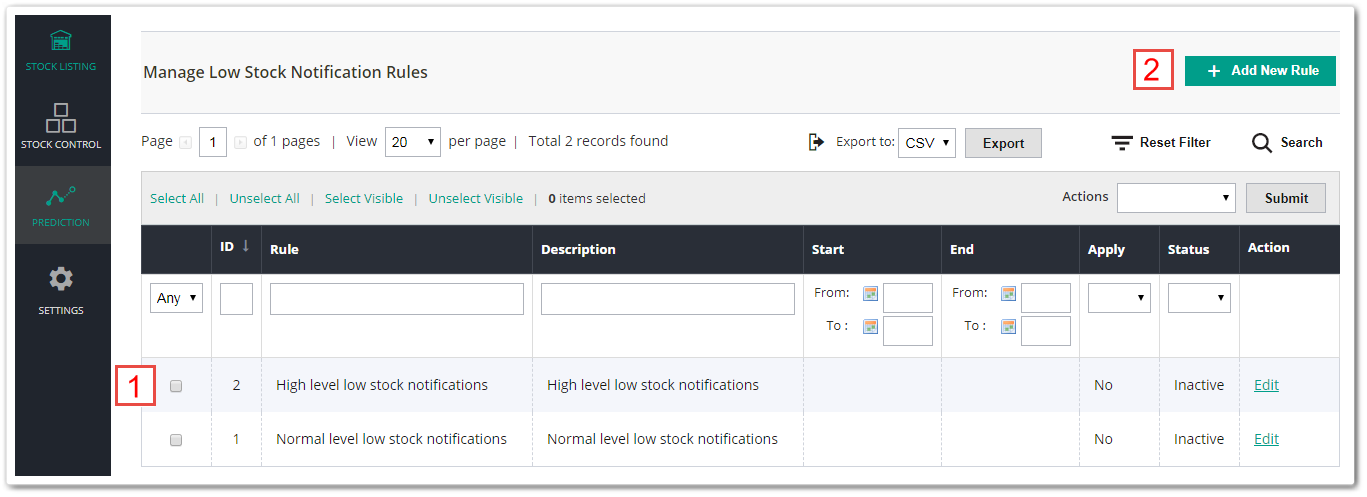 STOCK LISTING
STOCK CONTROL
PREDICTION
SETTINGS
Manage Low Stock Notification Rules
2
+ Add New Rule
Page 1 of 1 pages | View 20 per page | Total 2 records found
Export to: CSV Export
Reset Filter
Search
Select All | Unselect All | Select Visible | Unselect Visible | 0 items selected
Actions Submit
ID ↓ Rule Description Start End Apply Status Action
Any From: From:
To : To :
1
2 High level low stock notifications High level low stock notifications No Inactive Edit
1 Normal level low stock notifications Normal level low stock notifications No Inactive Edit